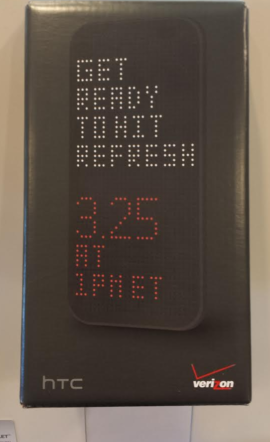 GET
READY
TO HIT
REFRESH
3.25
AT
1PM ET
hTC
verizon